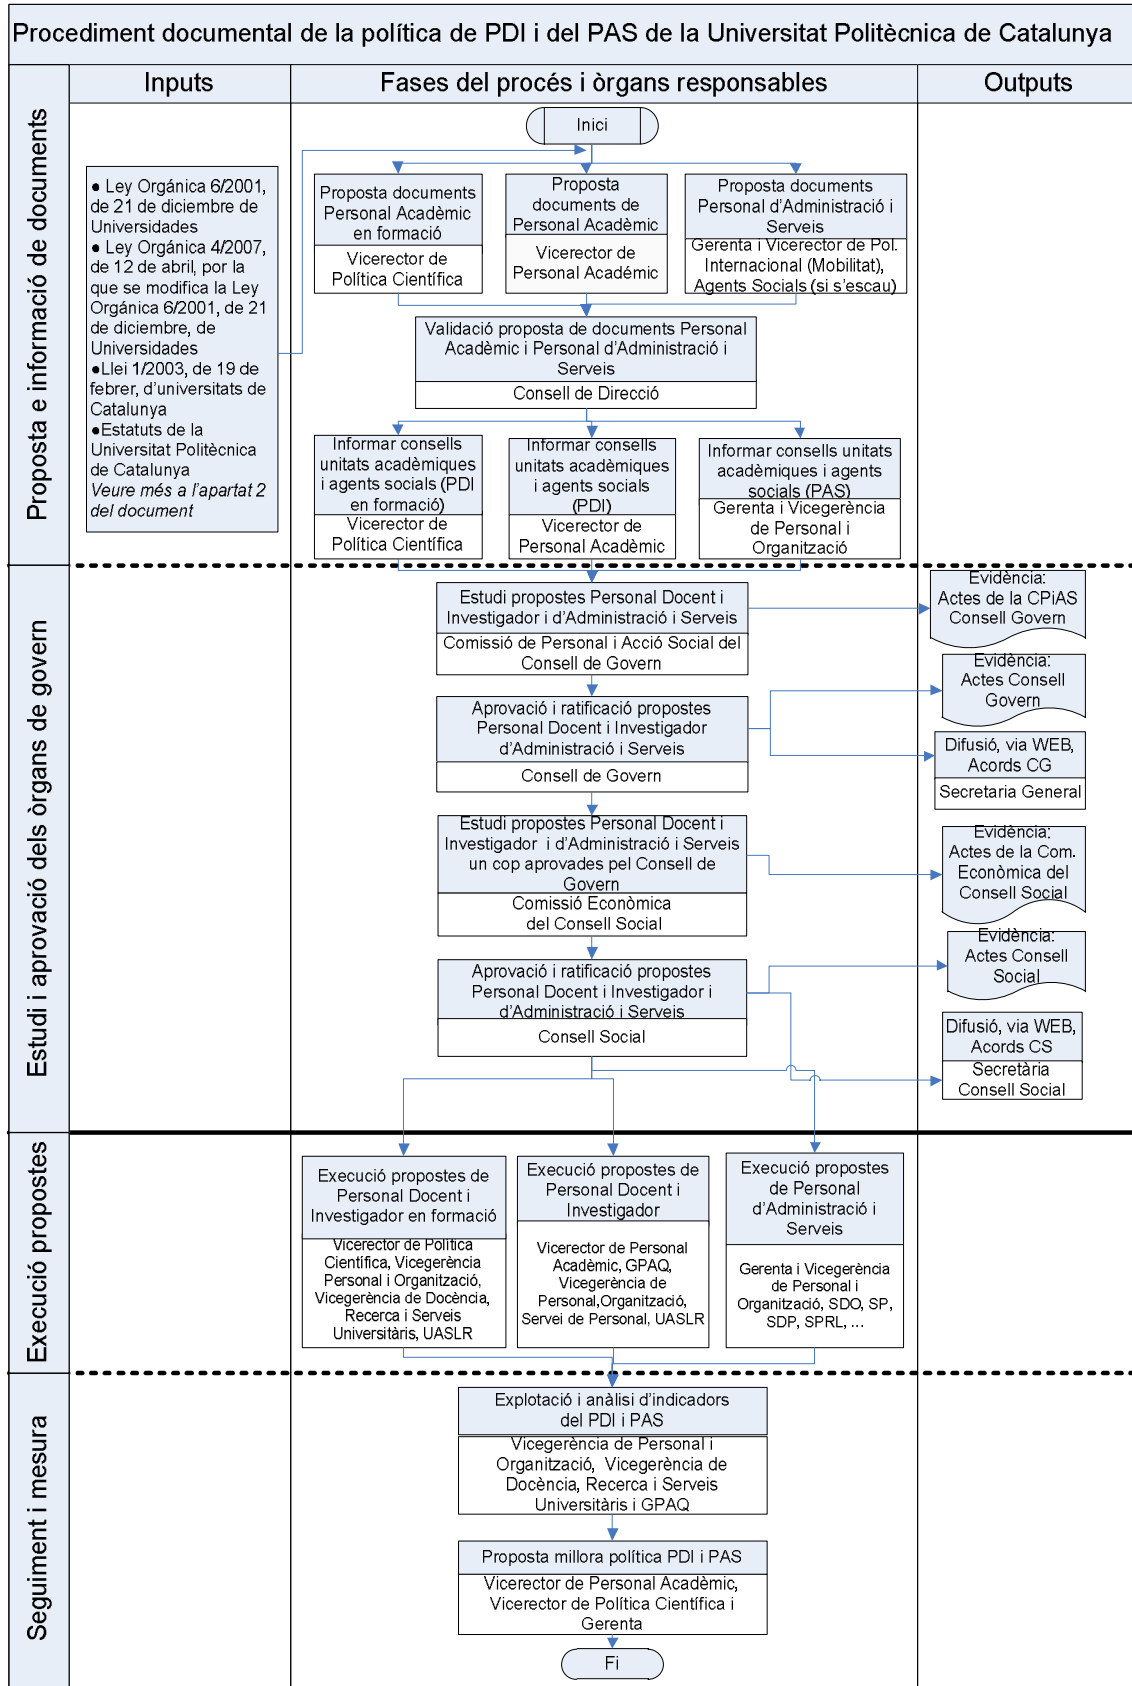 Procediment documental de la política de PDI i del PAS de la Universitat Politècnica de Catalunya
Inputs
Fases del procés i òrgans responsables
Outputs
Proposta e informació de documents
Inici
● Ley Orgánica 6/2001,
de 21 de diciembre de
Universidades
● Ley Orgánica 4/2007,
de 12 de abril, por la
que se modifica la Ley
Orgánica 6/2001, de 21
de diciembre, de
Universidades
●Llei 1/2003, de 19 de
febrer, d’universitats de
Catalunya
●Estatuts de la
Universitat Politècnica
de Catalunya
Veure més a l’apartat 2
del document
Proposta documents
Personal Acadèmic
en formació
Vicerector de
Política Científica
Proposta
documents de
Personal Acadèmic
Vicerector de
Personal Académic
Proposta documents
Personal d’Administració i
Serveis
Gerenta i Vicerector de Pol.
Internacional (Mobilitat),
Agents Socials (si s’escau)
Validació proposta de documents Personal
Acadèmic i Personal d’Administració i
Serveis
Consell de Direcció
Informar consells
unitats acadèmiques
i agents socials (PDI
en formació)
Vicerector de
Política Científica
Informar consells
unitats acadèmiques
i agents socials
(PDI)
Vicerector de
Personal Acadèmic
Informar consells unitats
acadèmiques i agents
socials (PAS)
Gerenta i Vicegerència
de Personal i
Organització
Estudi i aprovació dels òrgans de govern
Estudi propostes Personal Docent i
Investigador i d’Administració i Serveis
Comissió de Personal i Acció Social del
Consell de Govern
Evidència:
Actes de la CPiAS
Consell Govern
Aprovació i ratificació propostes
Personal Docent i Investigador
d’Administració i Serveis
Consell de Govern
Evidència:
Actes Consell
Govern
Difusió, via WEB,
Acords CG
Secretaria General
Estudi propostes Personal Docent i
Investigador  i d’Administració i Serveis
un cop aprovades pel Consell de
Govern
Comissió Econòmica
del Consell Social
Evidència:
Actes de la Com.
Econòmica del
Consell Social
Aprovació i ratificació propostes
Personal Docent i Investigador i
d’Administració i Serveis
Consell Social
Evidència:
Actes Consell
Social
Difusió, via WEB,
Acords CS
Secretària
Consell Social
Execució propostes
Execució propostes de
Personal Docent i
Investigador en formació
Vicerector de Política
Científica, Vicegerència
Personal i Organització,
Vicegerència de Docència,
Recerca i Serveis
Universitàris, UASLR
Execució propostes de
Personal Docent i
Investigador
Vicerector de Personal
Acadèmic, GPAQ,
Vicegerència de
Personal,Organització,
Servei de Personal, UASLR
Execució propostes
de Personal
d’Administració i
Serveis
Gerenta i Vicegerència
de Personal i
Organització, SDO, SP,
SDP, SPRL, ...
Seguiment i mesura
Explotació i anàlisi d’indicadors
del PDI i PAS
Vicegerència de Personal i
Organització,  Vicegerència de
Docència, Recerca i Serveis
Universitàris i GPAQ
Proposta millora política PDI i PAS
Vicerector de Personal Acadèmic,
Vicerector de Política Científica i
Gerenta
Fi